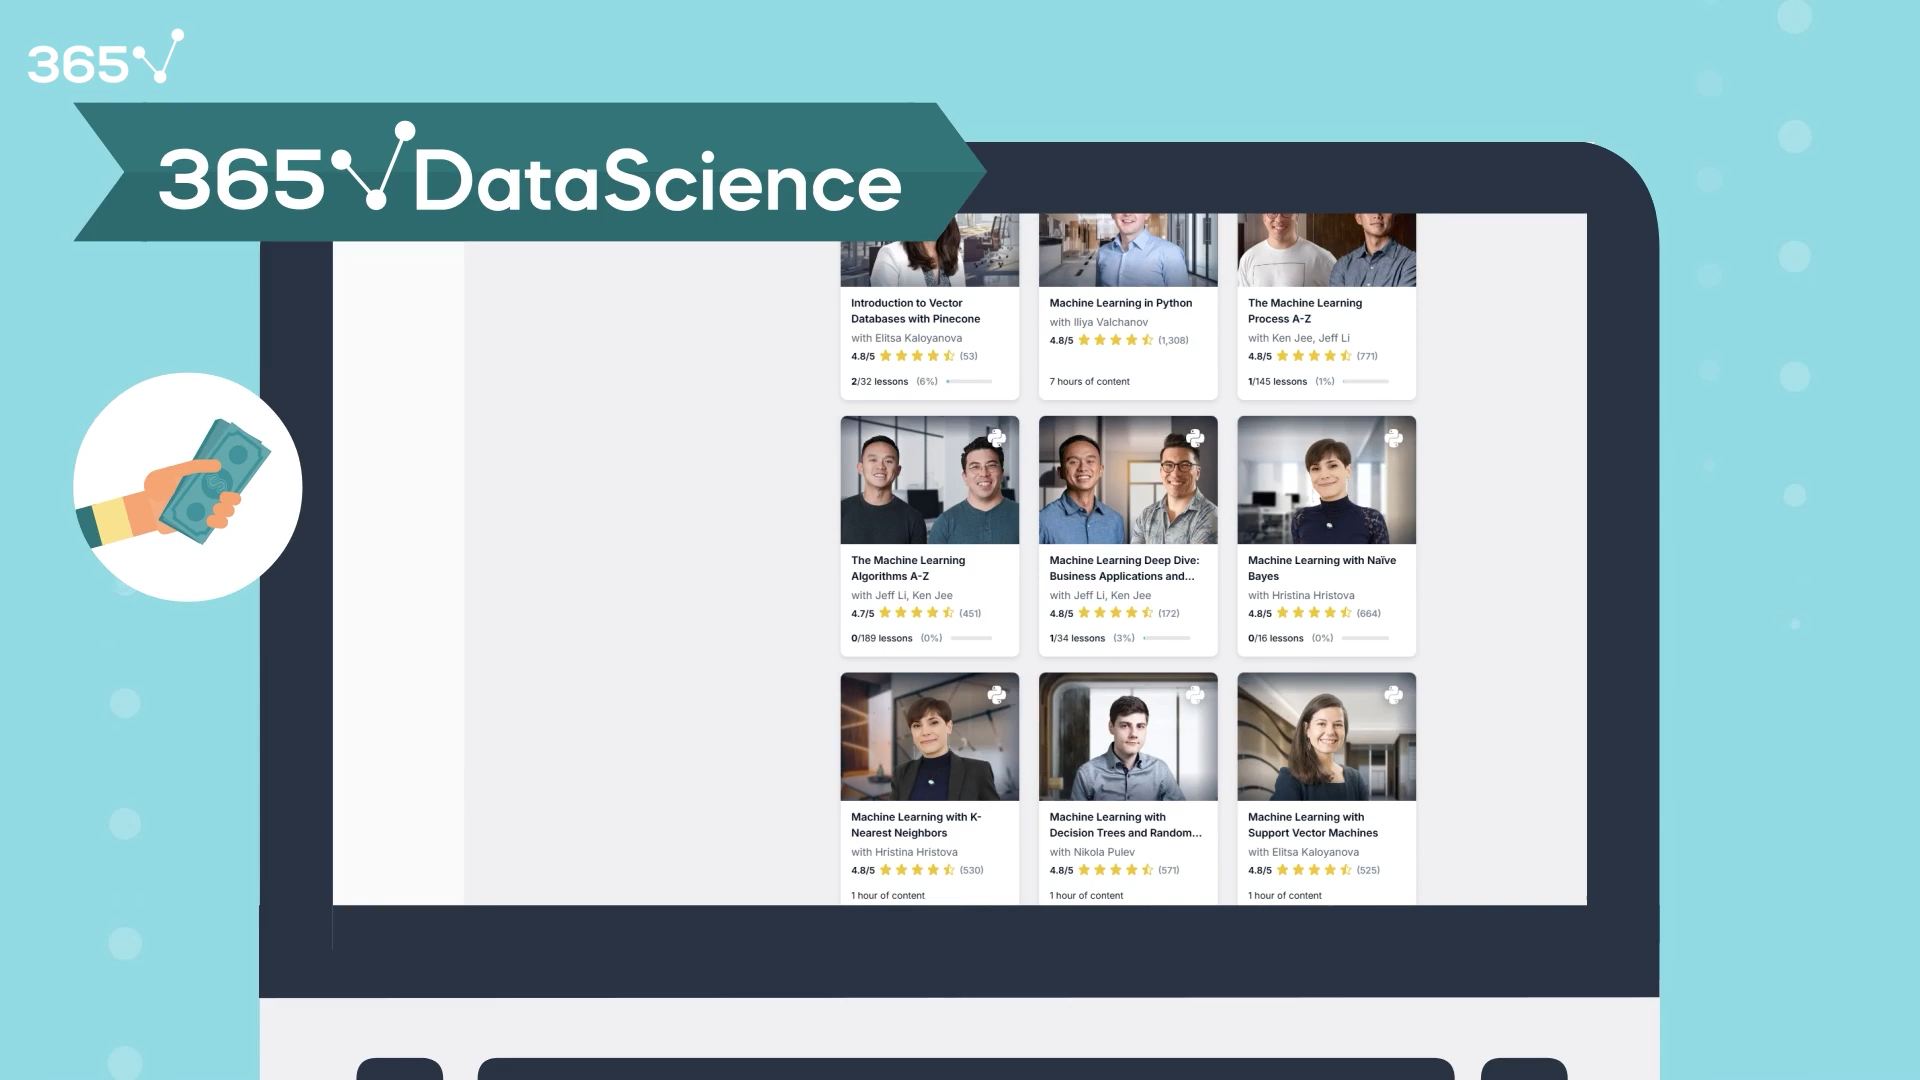 365
365 DataScience
Introduction to Vector
Databases with Pinecone
with Elitsa Kaloyanova
4.8/5 (53)
2/32 lessons (6%)
Machine Learning in Python
with Iliya Valchanov
4.8/5 (1,308)
7 hours of content
The Machine Learning
Process A-Z
with Ken Jee, Jeff Li
4.8/5 (771)
1/145 lessons (1%)
The Machine Learning
Algorithms A-Z
with Jeff Li, Ken Jee
4.7/5 (451)
0/189 lessons (0%)
Machine Learning Deep Dive:
Business Applications and...
with Jeff Li, Ken Jee
4.8/5 (172)
1/34 lessons (3%)
Machine Learning with Naïve
Bayes
with Hristina Hristova
4.8/5 (664)
0/16 lessons (0%)
Machine Learning with K-
Nearest Neighbors
with Hristina Hristova
4.8/5 (530)
1 hour of content
Machine Learning with
Decision Trees and Random...
with Nikola Pulev
4.8/5 (571)
1 hour of content
Machine Learning with
Support Vector Machines
with Elitsa Kaloyanova
4.8/5 (525)
1 hour of content